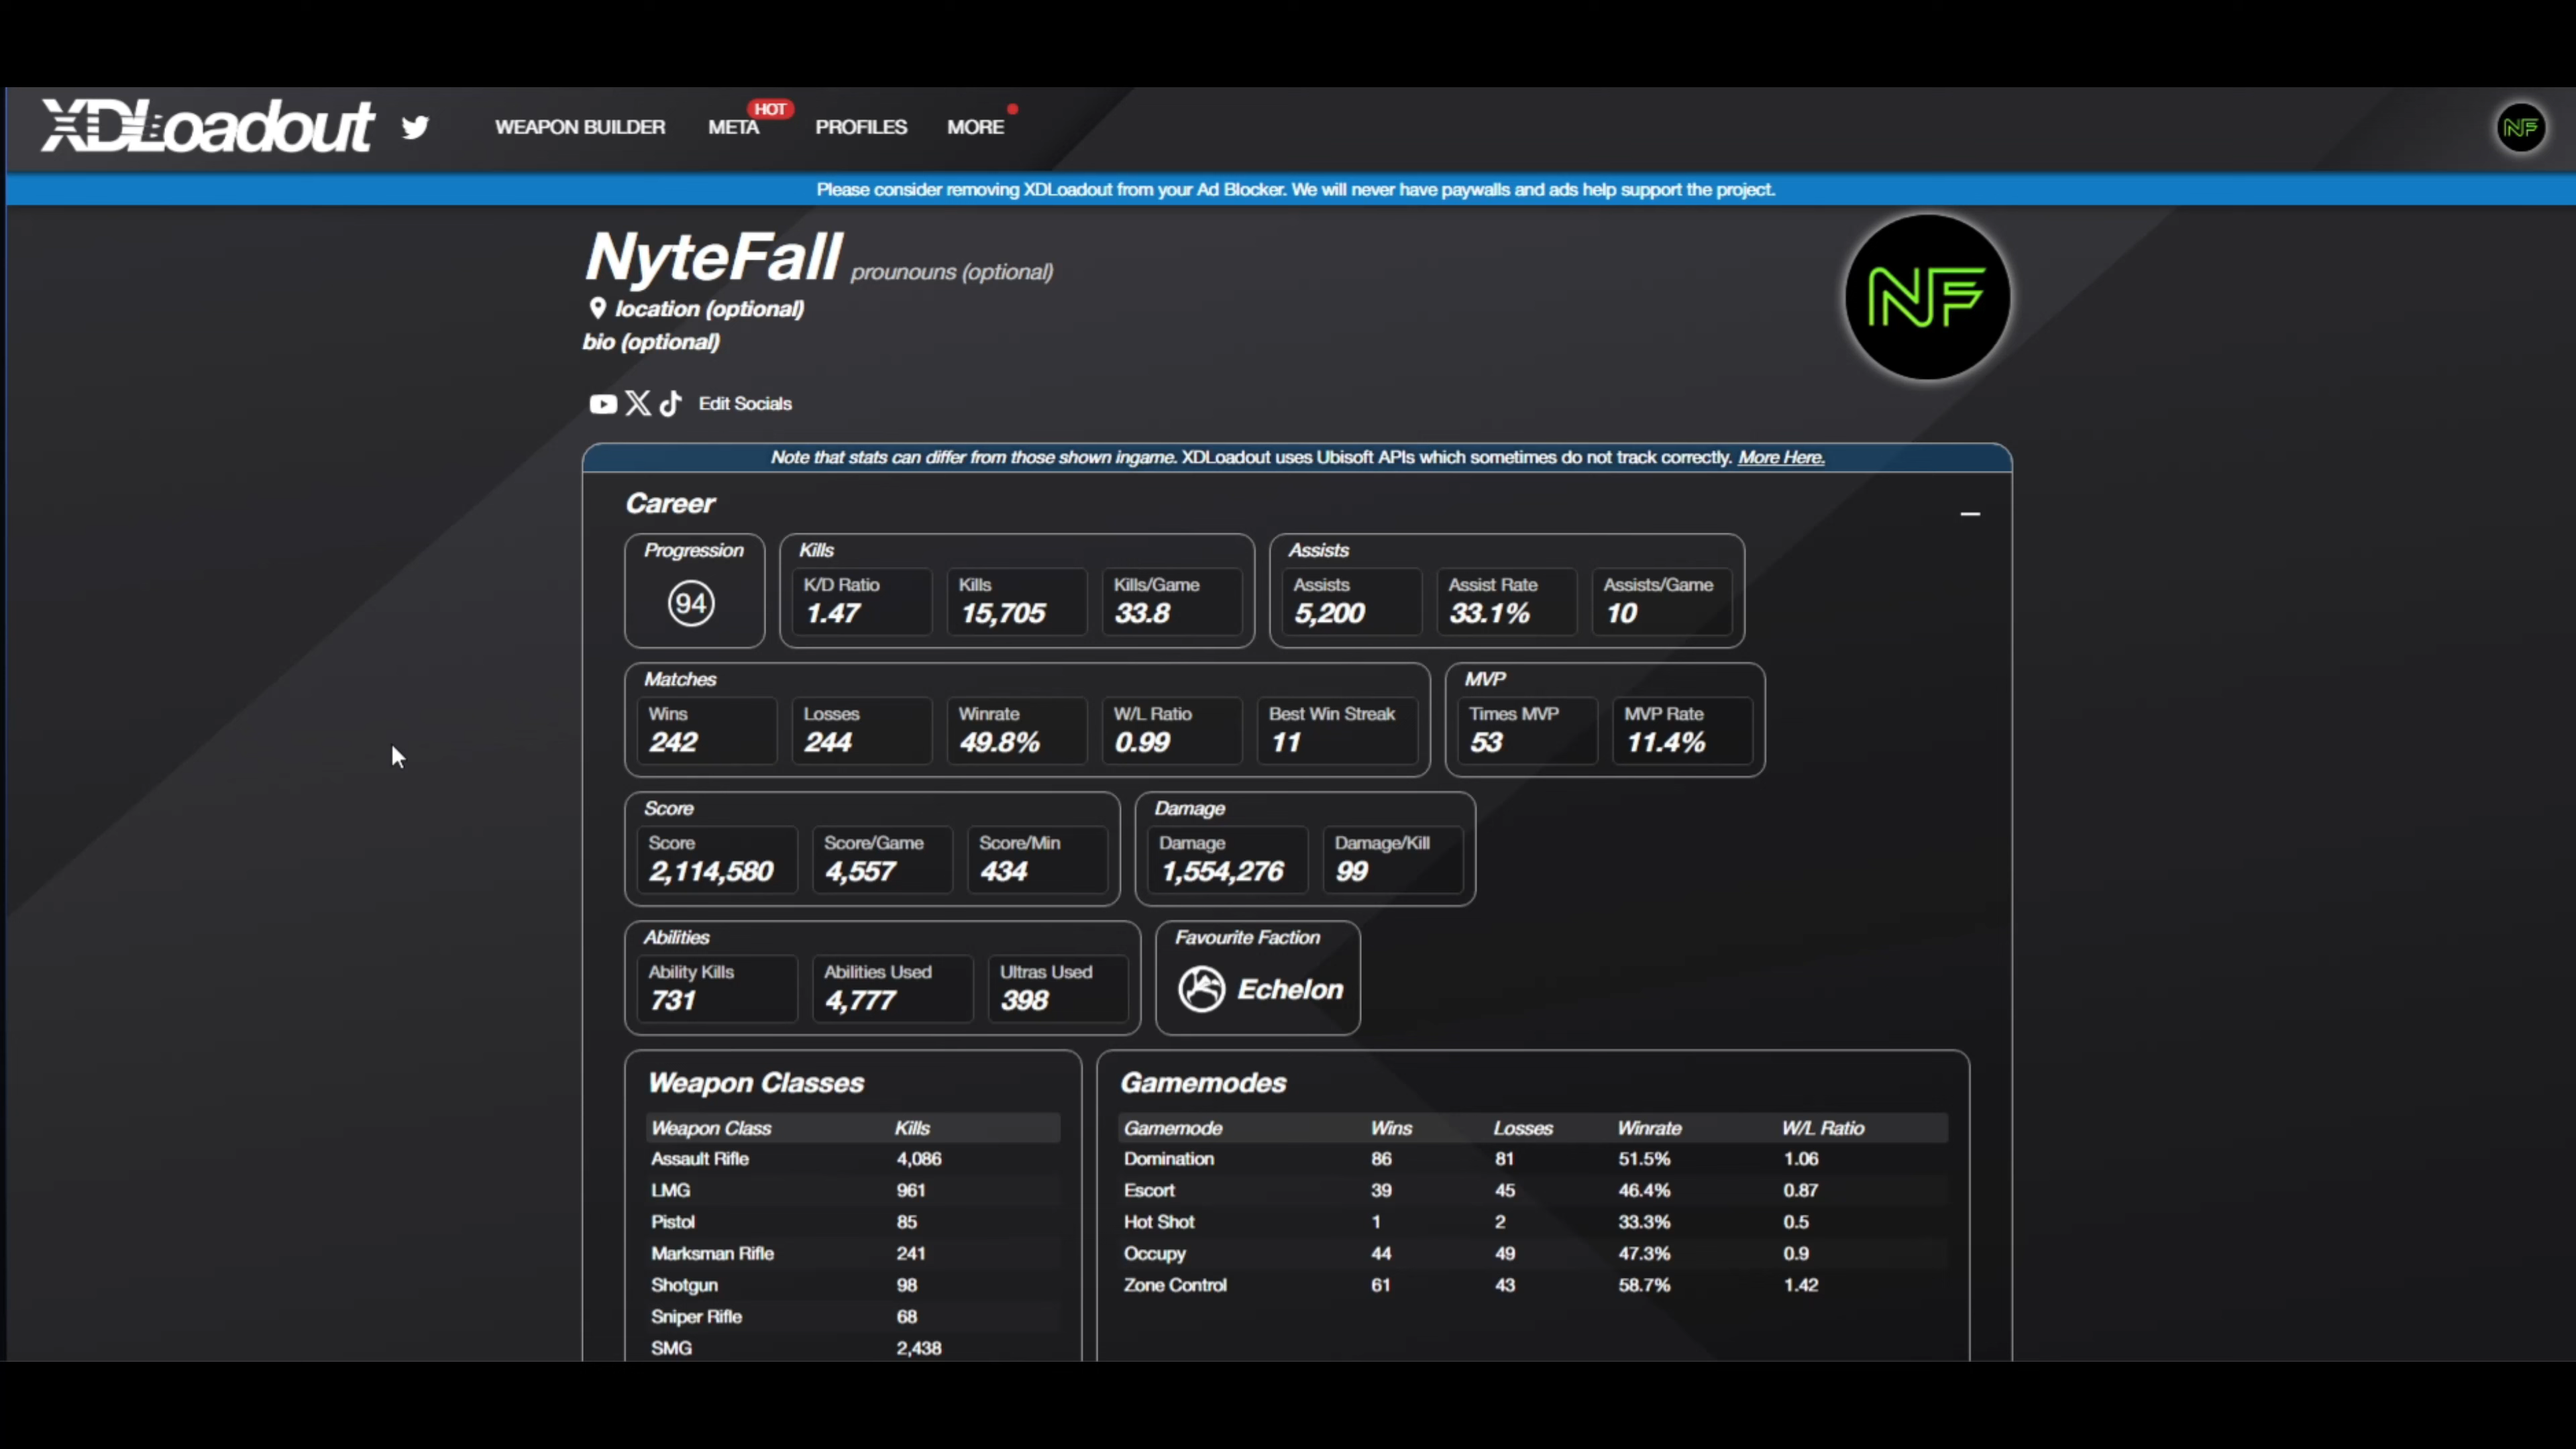 XDLoadout WEAPON BUILDER META HOT PROFILES MORE NF
Please consider removing XDLoadout from your Ad Blocker. We will never have paywalls and ads help support the project.
NyteFall prounouns (optional)
location (optional)
bio (optional)
NF
Edit Socials
Note that stats can differ from those shown ingame. XDLoadout uses Ubisoft APIs which sometimes do not track correctly. More Here.
Career
Progression
94
Kills
K/D Ratio Kills Kills/Game
1.47 15,705 33.8
Assists
Assists Assist Rate Assists/Game
5,200 33.1% 10
Matches
Wins Losses Winrate W/L Ratio Best Win Streak
242 244 49.8% 0.99 11
MVP
Times MVP MVP Rate
53 11.4%
Score
Score Score/Game Score/Min
2,114,580 4,557 434
Damage
Damage Damage/Kill
1,554,276 99
Abilities
Ability Kills Abilities Used Ultras Used
731 4,777 398
Favourite Faction
Echelon
Weapon Classes
Weapon Class Kills
Assault Rifle 4,086
LMG 961
Pistol 85
Marksman Rifle 241
Shotgun 98
Sniper Rifle 68
SMG 2,438
Gamemodes
Gamemode Wins Losses Winrate W/L Ratio
Domination 86 81 51.5% 1.06
Escort 39 45 46.4% 0.87
Hot Shot 1 2 33.3% 0.5
Occupy 44 49 47.3% 0.9
Zone Control 61 43 58.7% 1.42